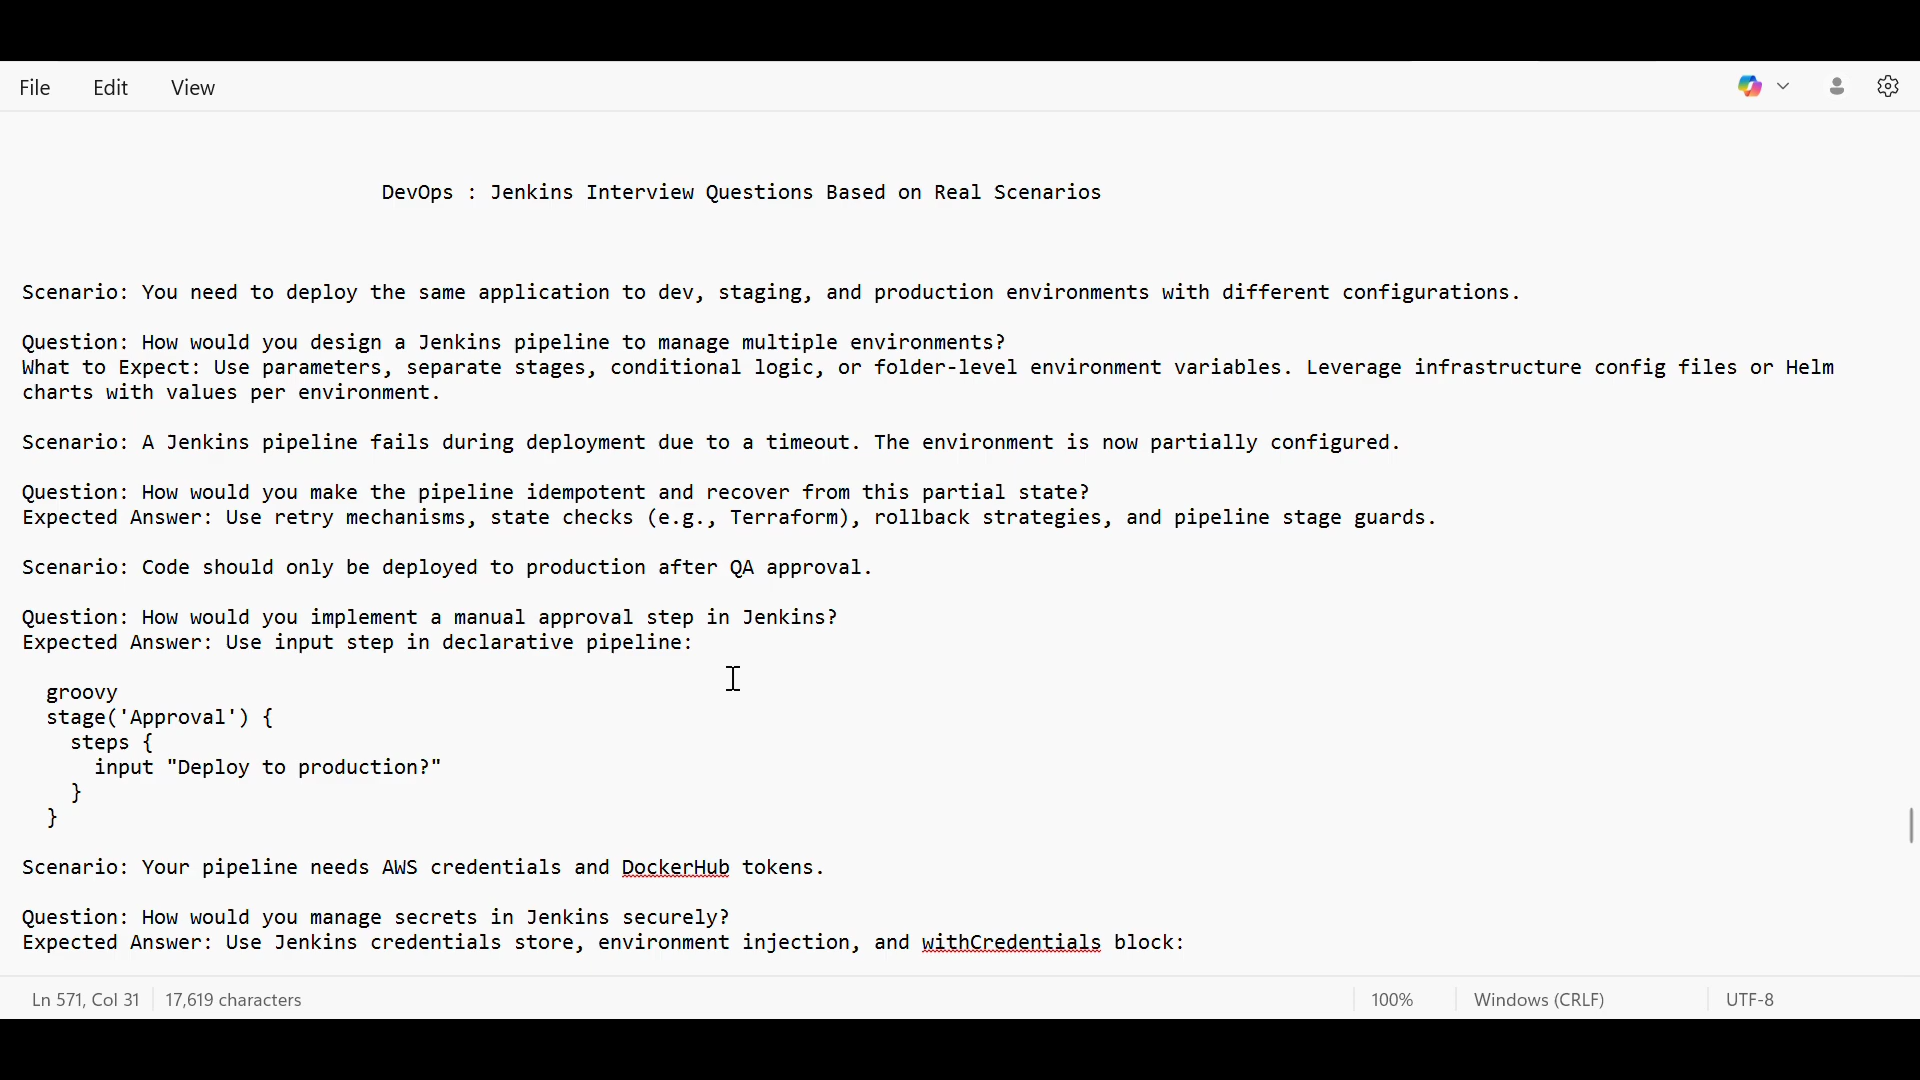 File Edit View
DevOps : Jenkins Interview Questions Based on Real Scenarios
Scenario: You need to deploy the same application to dev, staging, and production environments with different configurations.
Question: How would you design a Jenkins pipeline to manage multiple environments?
What to Expect: Use parameters, separate stages, conditional logic, or folder-level environment variables. Leverage infrastructure config files or Helm
charts with values per environment.
Scenario: A Jenkins pipeline fails during deployment due to a timeout. The environment is now partially configured.
Question: How would you make the pipeline idempotent and recover from this partial state?
Expected Answer: Use retry mechanisms, state checks (e.g., Terraform), rollback strategies, and pipeline stage guards.
Scenario: Code should only be deployed to production after QA approval.
Question: How would you implement a manual approval step in Jenkins?
Expected Answer: Use input step in declarative pipeline:
groovy
stage('Approval') {
steps {
input "Deploy to production?"
}
}
Scenario: Your pipeline needs AWS credentials and DockerHub tokens.
Question: How would you manage secrets in Jenkins securely?
Expected Answer: Use Jenkins credentials store, environment injection, and withCredentials block:
Ln 571, Col 31 17,619 characters 100% Windows (CRLF) UTF-8